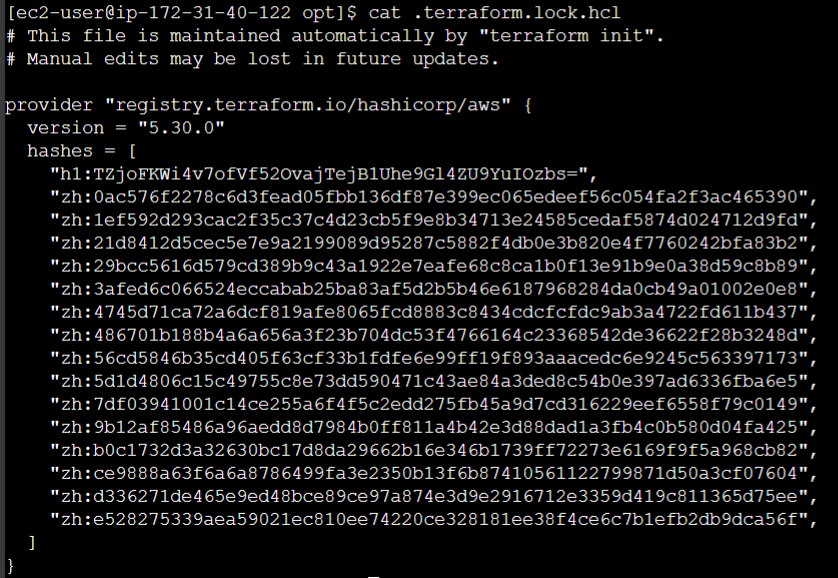 [ec2-user@ip-172-31-40-122 opt]$ cat .terraform.lock.hcl
# This file is maintained automatically by "terraform init".
# Manual edits may be lost in future updates.
provider "registry.terraform.io/hashicorp/aws" {
version = "5.30.0"
hashes = [
"h1:TZjoFKWi4v7ofVf52OvajTejB1Uhe9Gl4ZU9YuIOzbs=",
"zh:0ac576f2278c6d3fead05fbb136df87e399ec065edeef56c054fa2f3ac465390",
"zh:1ef592d293cac2f35c37c4d23cb5f9e8b34713e24585cedaf5874d024712d9fd",
"zh:21d8412d5cec5e7e9a2199089d95287c5882f4db0e3b820e4f7760242bfa83b2",
"zh:29bcc5616d579cd389b9c43a1922e7eafe68c8ca1b0f13e91b9e0a38d59c8b89",
"zh:3afed6c066524eccabab25ba83af5d2b5b46e6187968284da0cb49a01002e0e8",
"zh:4745d71ca72a6dcf819afe8065fcd8883c8434cdcfcfdc9ab3a4722fd611b437",
"zh:486701b188b4a6a656a3f23b704dc53f4766164c23368542de36622f28b3248d",
"zh:56cd5846b35cd405f63cf33b1fdfe6e99ff19f893aaacedc6e9245c563397173",
"zh:5d1d4806c15c49755c8e73dd590471c43ae84a3ded8c54b0e397ad6336fba6e5",
"zh:7df03941001c14ce255a6f4f5c2edd275fb45a9d7cd316229eef6558f79c0149",
"zh:9b12af85486a96aedd8d7984b0ff811a4b42e3d88dad1a3fb4c0b580d04fa425",
"zh:b0c1732d3a32630bc17d8da29662b16e346b1739ff72273e6169f9f5a968cb82",
"zh:ce9888a63f6a6a8786499fa3e2350b13f6b87410561122799871d50a3cf07604",
"zh:d336271de465e9ed48bce89ce97a874e3d9e2916712e3359d419c811365d75ee",
"zh:e528275339aea59021ec810ee74220ce328181ee38f4ce6c7b1efb2db9dca56f",
]
}